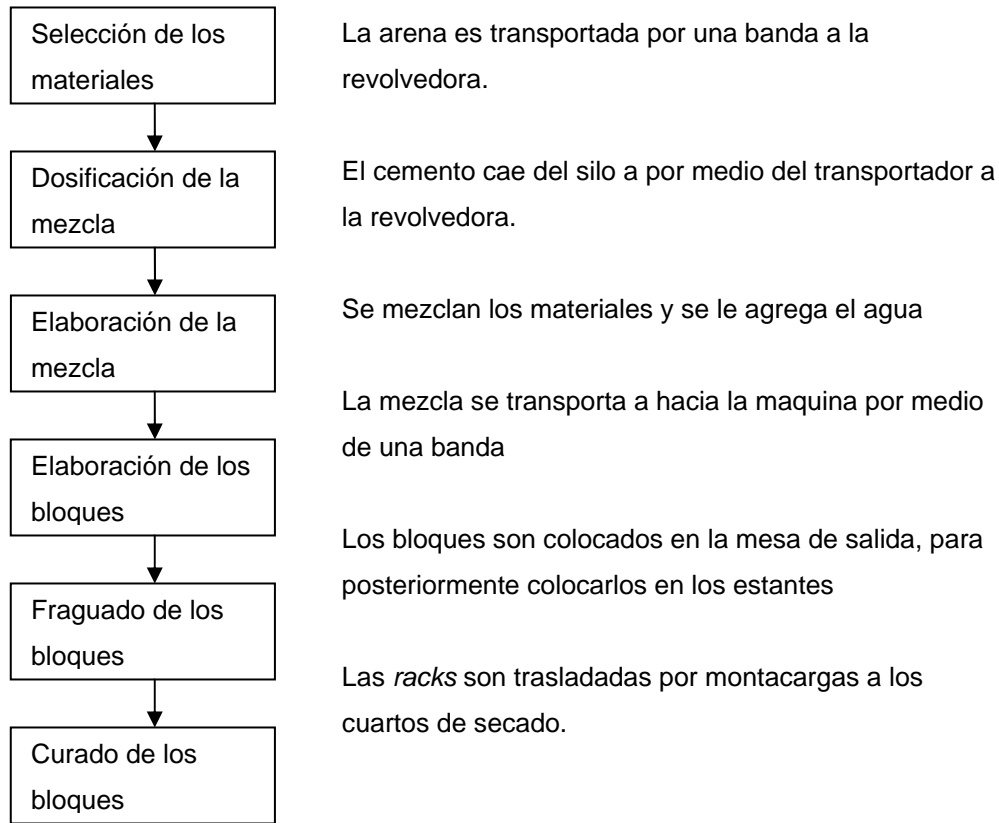 Selección de los
materiales
La arena es transportada por una banda a la
revolvedora.
Dosificación de la
mezcla
El cemento cae del silo a por medio del transportador a
la revolvedora.
Elaboración de la
mezcla
Se mezclan los materiales y se le agrega el agua
Elaboración de los
bloques
La mezcla se transporta a hacia la maquina por medio
de una banda
Fraguado de los
bloques
Los bloques son colocados en la mesa de salida, para
posteriormente colocarlos en los estantes
Curado de los
bloques
Las racks son trasladadas por montacargas a los
cuartos de secado.